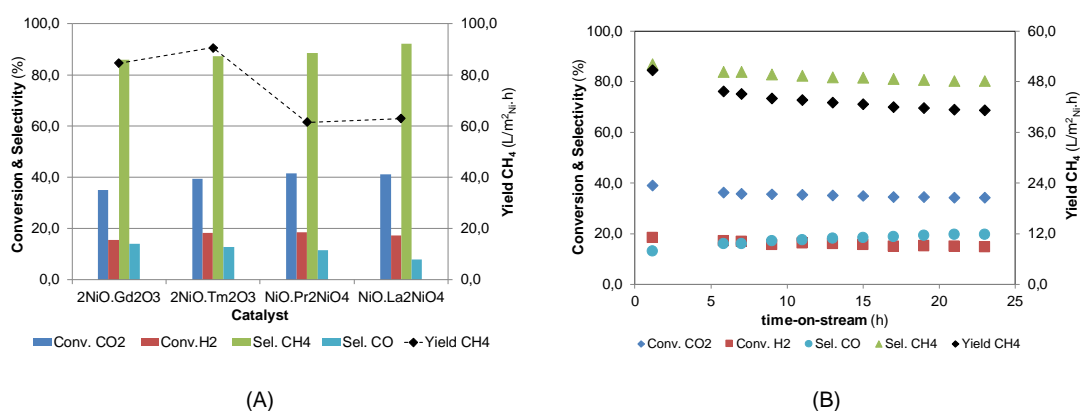 100,0 100,0
80,0 80,0
60,0 60,0
40,0 40,0
20,0 20,0
0,0 0,0
Conversion & Selectivity (%)
Yield CH4 (L/m2Ni.h)
2NiO.Gd2O3 2NiO.Tm2O3 NiO.Pr2NiO4 NiO.La2NiO4
Catalyst
Conv. CO2 Conv.H2 Sel. CH4 Sel. CO Yield CH4
(A)
100,0 60,0
80,0 48,0
60,0 36,0
40,0 24,0
20,0 12,0
0,0 0,0
Conversion & Selectivity (%)
Yield CH4 (L/m2Ni.h)
0 5 10 15 20 25
time-on-stream (h)
Conv. CO2 Conv. H2 Sel. CO Sel. CH4 Yield CH4
(B)